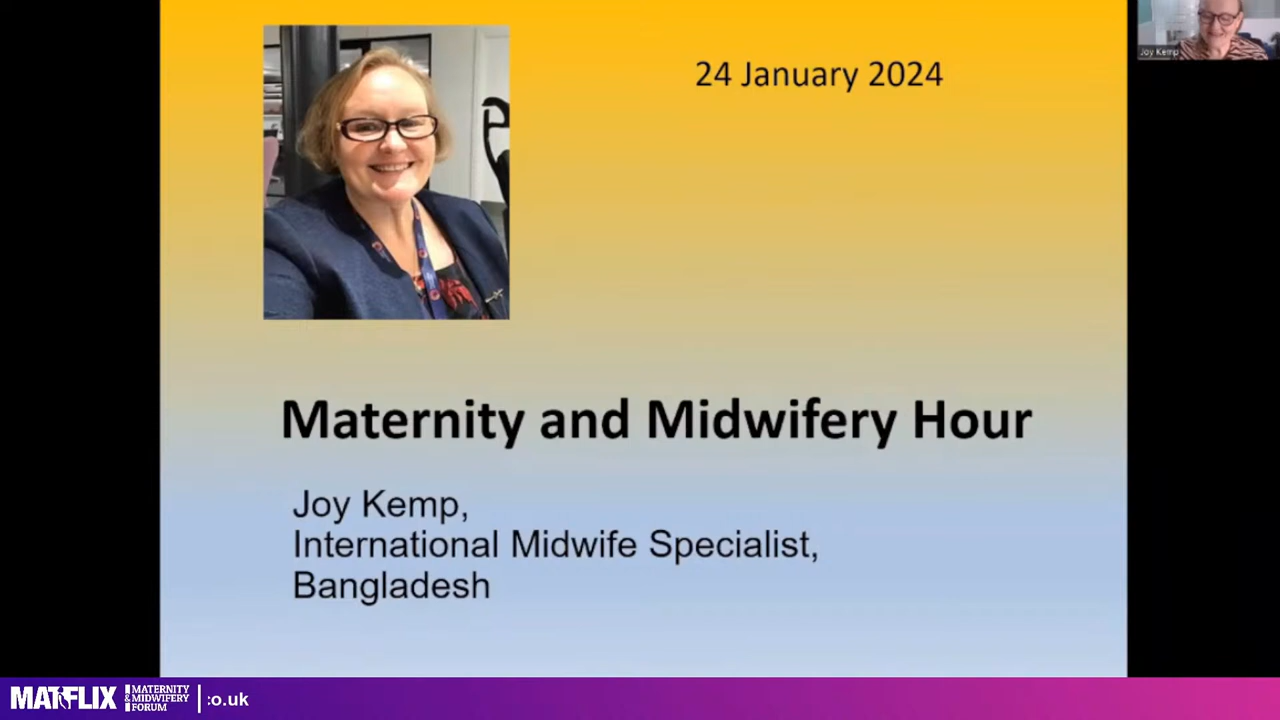 24 January 2024
Joy Kemp
Maternity and Midwifery Hour
Joy Kemp,
International Midwife Specialist,
Bangladesh
MATFLIX
MATERNITY
& MIDWIFERY
FORUM
:o.uk